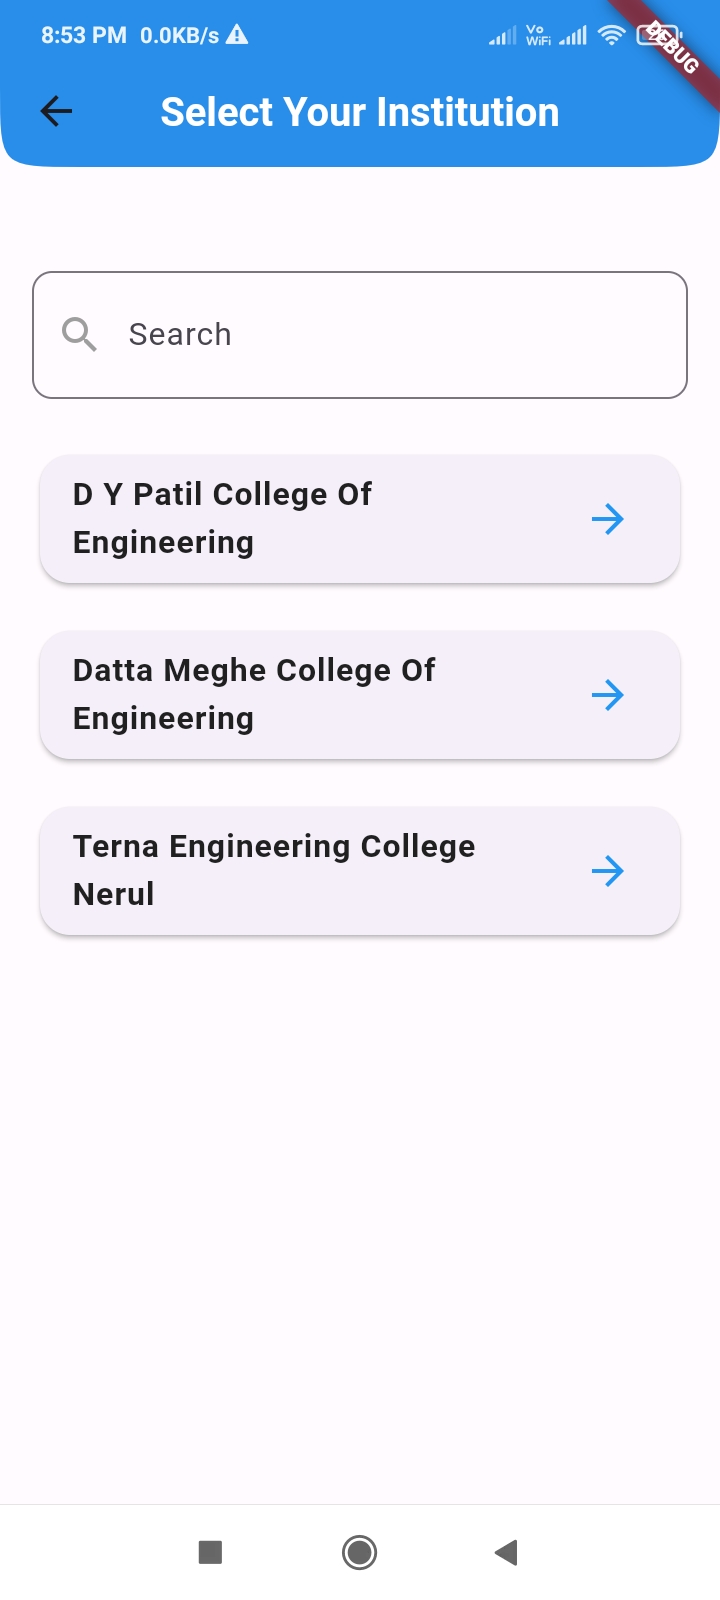 8:53 PM 0.0KB/s
Vo
WiFi
DEBUG
Select Your Institution
Search
D Y Patil College Of
Engineering
Datta Meghe College Of
Engineering
Terna Engineering College
Nerul